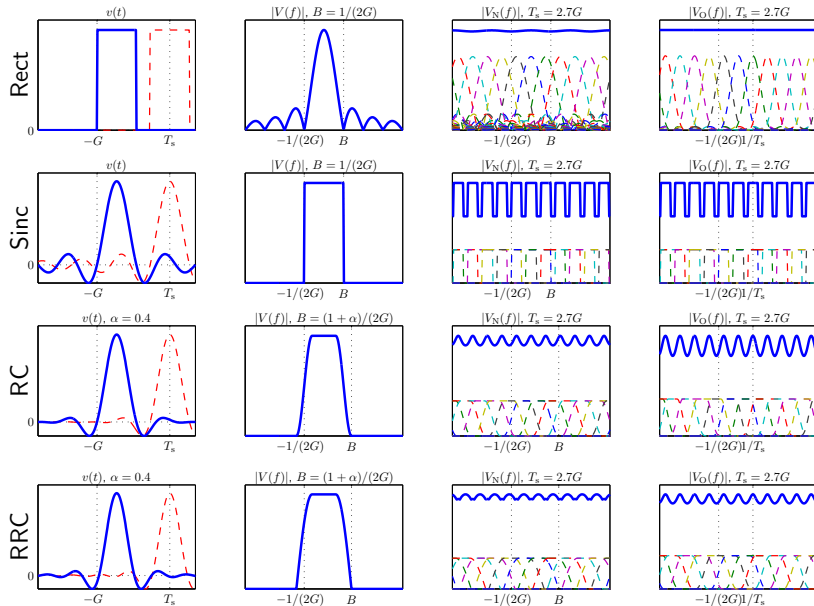 v(t)
|V(f)|, B = 1/(2G)
|V_N(f)|, T_s = 2.7G
|V_O(f)|, T_s = 2.7G
Rect
0
−G
T_s
−1/(2G)
B
−1/(2G)
B
−1/(2G)1/T_s
v(t)
|V(f)|, B = 1/(2G)
|V_N(f)|, T_s = 2.7G
|V_O(f)|, T_s = 2.7G
Sinc
0
−G
T_s
−1/(2G)
B
−1/(2G)
B
−1/(2G)1/T_s
v(t), α = 0.4
|V(f)|, B = (1 + α)/(2G)
|V_N(f)|, T_s = 2.7G
|V_O(f)|, T_s = 2.7G
RC
0
−G
T_s
−1/(2G)
B
−1/(2G)
B
−1/(2G)1/T_s
v(t), α = 0.4
|V(f)|, B = (1 + α)/(2G)
|V_N(f)|, T_s = 2.7G
|V_O(f)|, T_s = 2.7G
RRC
0
−G
T_s
−1/(2G)
B
−1/(2G)
B
−1/(2G)1/T_s